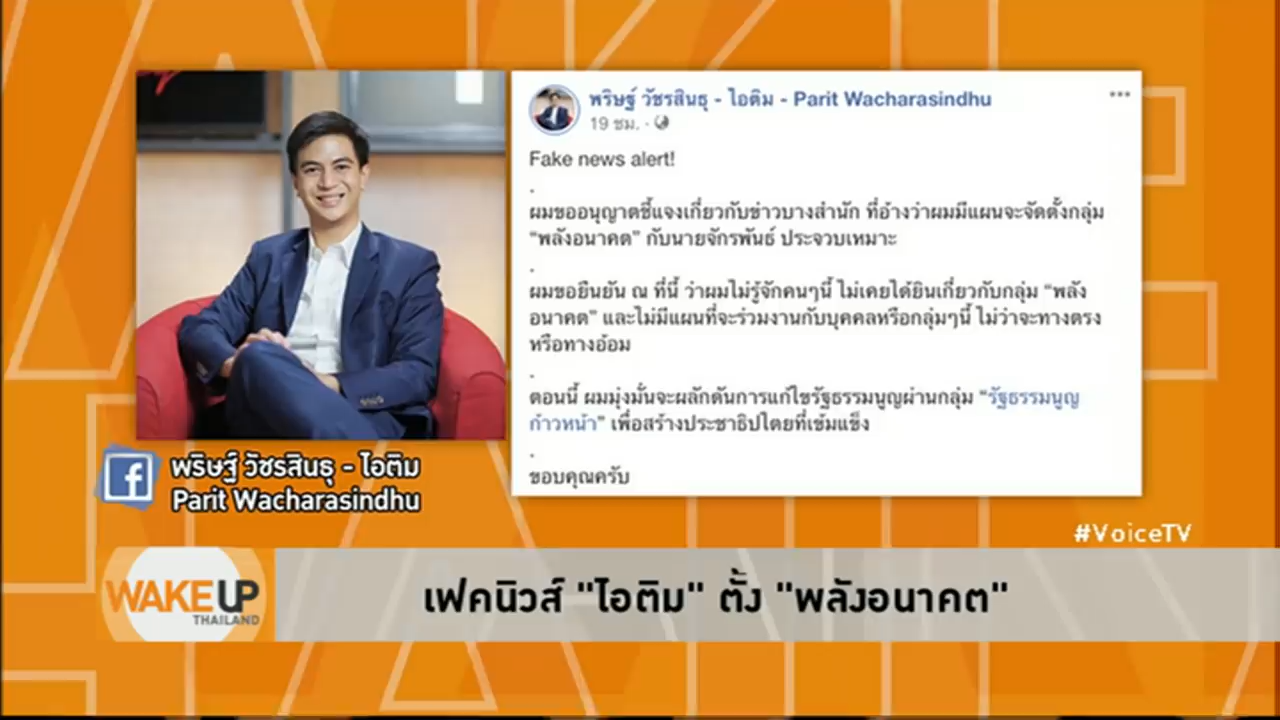 พริษฐ์ วัชรสินธุ - ไอติม - Parit Wacharasindhu
19 ชม. ·
Fake news alert!
.
ผมขออนุญาตชี้แจงเกี่ยวกับข่าวบางสำนัก ที่อ้างว่าผมมีแผนจะจัดตั้งกลุ่ม
“พลังอนาคต” กับนายจักรพันธ์ ประจวบเหมาะ
.
ผมขอยืนยัน ณ ที่นี้ ว่าผมไม่รู้จักคนๆนี้ ไม่เคยได้ยินเกี่ยวกับกลุ่ม “พลัง
อนาคต” และไม่มีแผนที่จะร่วมงานกับบุคคลหรือกลุ่มๆนี้ ไม่ว่าจะทางตรง
หรือทางอ้อม
.
ตอนนี้ ผมมุ่งมั่นจะผลักดันการแก้ไขรัฐธรรมนูญผ่านกลุ่ม “รัฐธรรมนูญ
ก้าวหน้า” เพื่อสร้างประชาธิปไตยที่เข้มแข็ง
.
ขอบคุณครับ
f พริษฐ์ วัชรสินธุ - ไอติม
Parit Wacharasindhu
#VoiceTV
WAKE UP
THAILAND
เฟคนิวส์ "ไอติม" ตั้ง "พลังอนาคต"